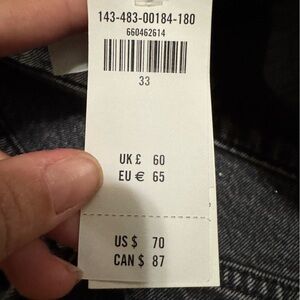 143-483-00184-180
660462614
33
UK £ 60
EU € 65
US $ 70
CAN $ 87